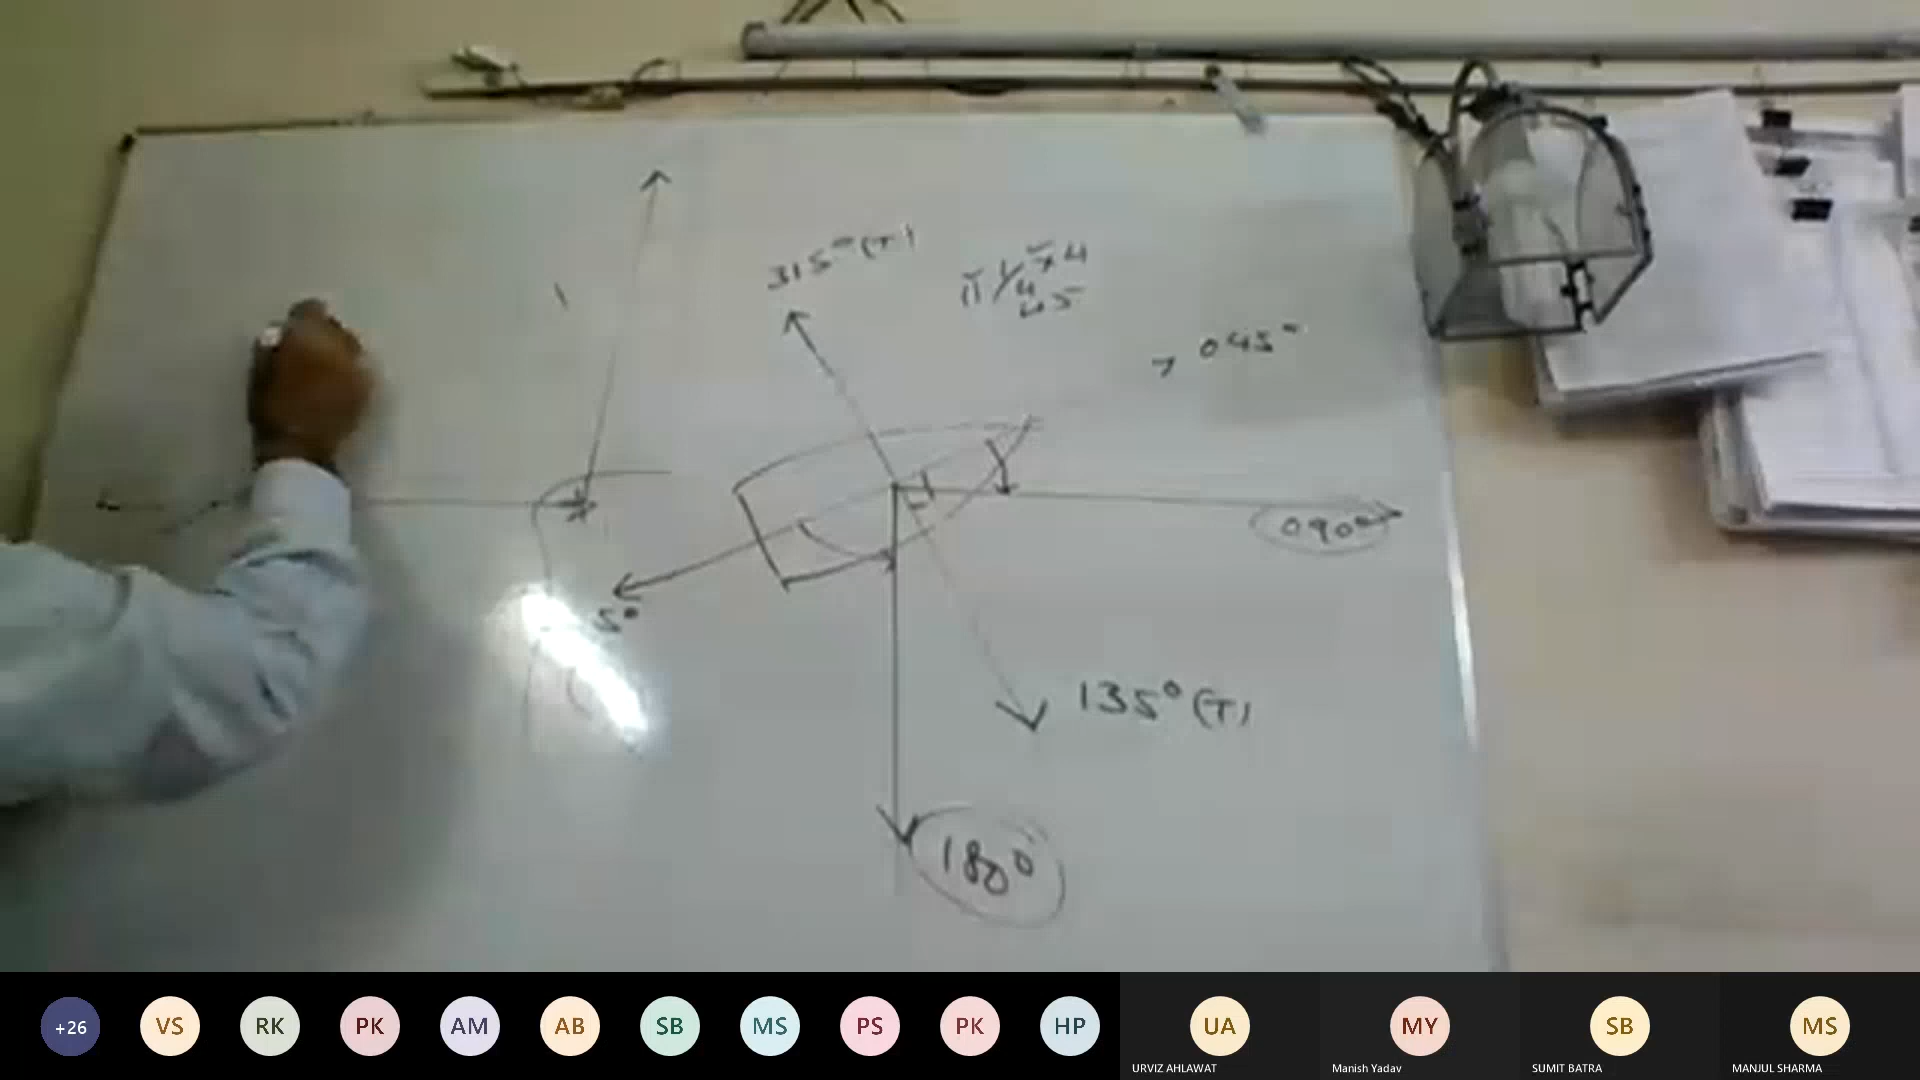 315°(T)
π/4 × 4
45
045°
090°
5°
135°(T)
180°
+26
VS
RK
PK
AM
AB
SB
MS
PS
PK
HP
UA
MY
SB
MS
URVIZ AHLAWAT
Manish Yadav
SUMIT BATRA
MANJUL SHARMA